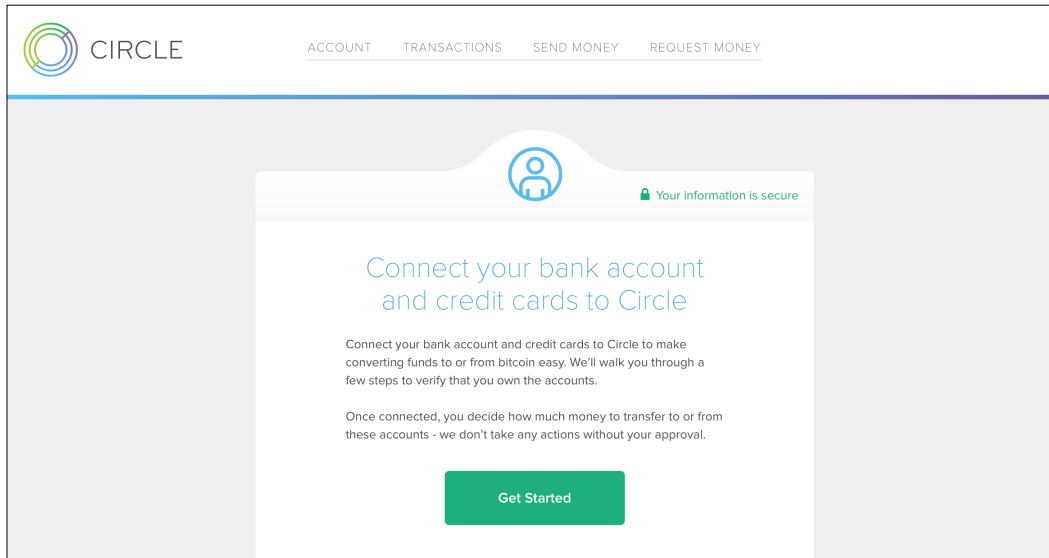 CIRCLE
ACCOUNT TRANSACTIONS SEND MONEY REQUEST MONEY
Your information is secure
Connect your bank account
and credit cards to Circle
Connect your bank account and credit cards to Circle to make
converting funds to or from bitcoin easy. We’ll walk you through a
few steps to verify that you own the accounts.
Once connected, you decide how much money to transfer to or from
these accounts - we don’t take any actions without your approval.
Get Started